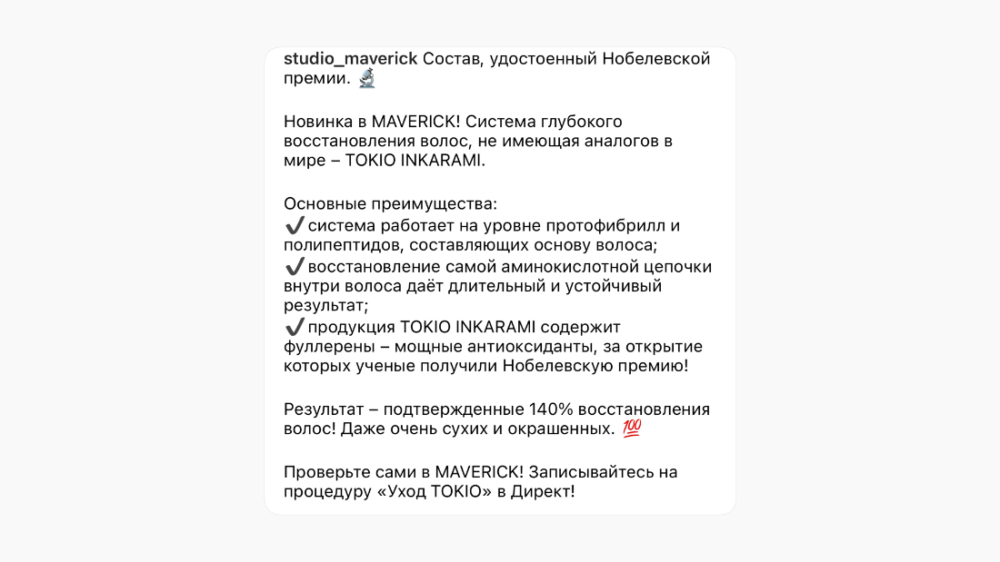 studio_maverick Состав, удостоенный Нобелевской
премии. 🔬
Новинка в MAVERICK! Система глубокого
восстановления волос, не имеющая аналогов в
мире – TOKIO INKARAMI.
Основные преимущества:
✔️система работает на уровне протофибрилл и
полипептидов, составляющих основу волоса;
✔️восстановление самой аминокислотной цепочки
внутри волоса даёт длительный и устойчивый
результат;
✔️продукция TOKIO INKARAMI содержит
фуллерены – мощные антиоксиданты, за открытие
которых ученые получили Нобелевскую премию!
Результат – подтвержденные 140% восстановления
волос! Даже очень сухих и окрашенных. 💯
Проверьте сами в MAVERICK! Записывайтесь на
процедуру «Уход TOKIO» в Директ!